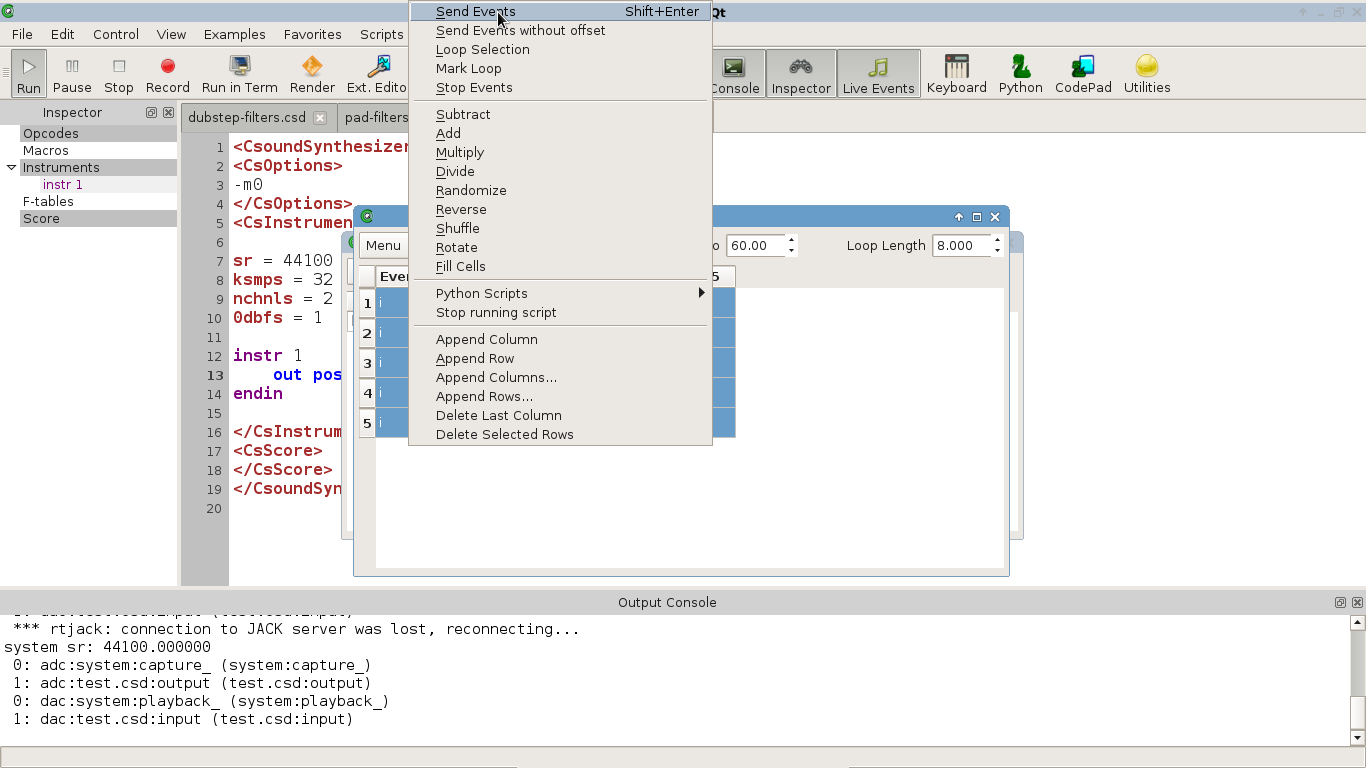 Qt
File Edit Control View Examples Favorites Scripts
Run Pause Stop Record Run in Term Render Ext. Edito Console Inspector Live Events Keyboard Python CodePad Utilities
Send Events Shift+Enter
Send Events without offset
Loop Selection
Mark Loop
Stop Events
Subtract
Add
Multiply
Divide
Randomize
Reverse
Shuffle
Rotate
Fill Cells
Python Scripts
Stop running script
Append Column
Append Row
Append Columns...
Append Rows...
Delete Last Column
Delete Selected Rows
Inspector
Opcodes
Macros
Instruments
instr 1
F-tables
Score
dubstep-filters.csd pad-filters
1 <CsoundSynthesizer
2 <CsOptions>
3 -m0
4 </CsOptions>
5 <CsInstrumen
6
7 sr = 44100
8 ksmps = 32
9 nchnls = 2
10 0dbfs = 1
11
12 instr 1
13 out pos
14 endin
15
16 </CsInstrum
17 <CsScore>
18 </CsScore>
19 </CsoundSyn
20
Menu o 60.00 Loop Length 8.000
Ever 5
1 i
2 i
3 i
4 i
5 i
Output Console
*** rtjack: connection to JACK server was lost, reconnecting...
system sr: 44100.000000
0: adc:system:capture_ (system:capture_)
1: adc:test.csd:output (test.csd:output)
0: dac:system:playback_ (system:playback_)
1: dac:test.csd:input (test.csd:input)